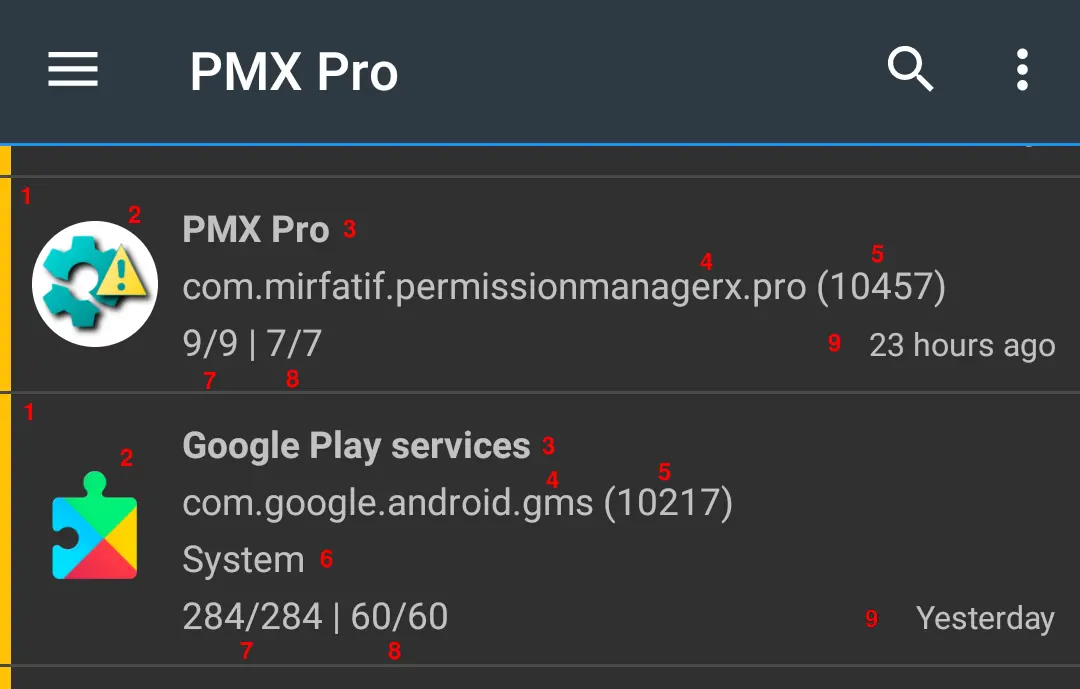 PMX Pro
1
2
PMX Pro 3
4 5
com.mirfatif.permissionmanagerx.pro (10457)
9/9 | 7/7 9 23 hours ago
7 8
1
2
Google Play services 3
4 5
com.google.android.gms (10217)
System 6
284/284 | 60/60 9 Yesterday
7 8